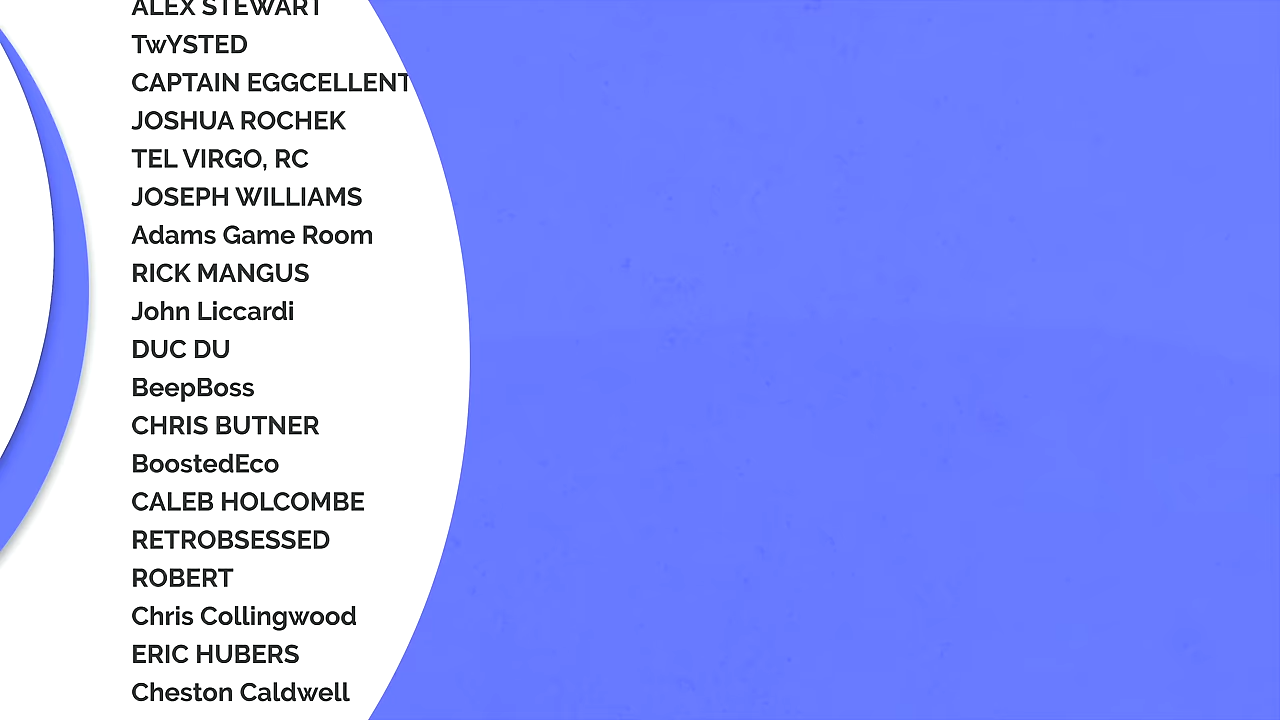 ALEX STEWART
TwYSTED
CAPTAIN EGGCELLENT
JOSHUA ROCHEK
TEL VIRGO, RC
JOSEPH WILLIAMS
Adams Game Room
RICK MANGUS
John Liccardi
DUC DU
BeepBoss
CHRIS BUTNER
BoostedEco
CALEB HOLCOMBE
RETROBSESSED
ROBERT
Chris Collingwood
ERIC HUBERS
Cheston Caldwell